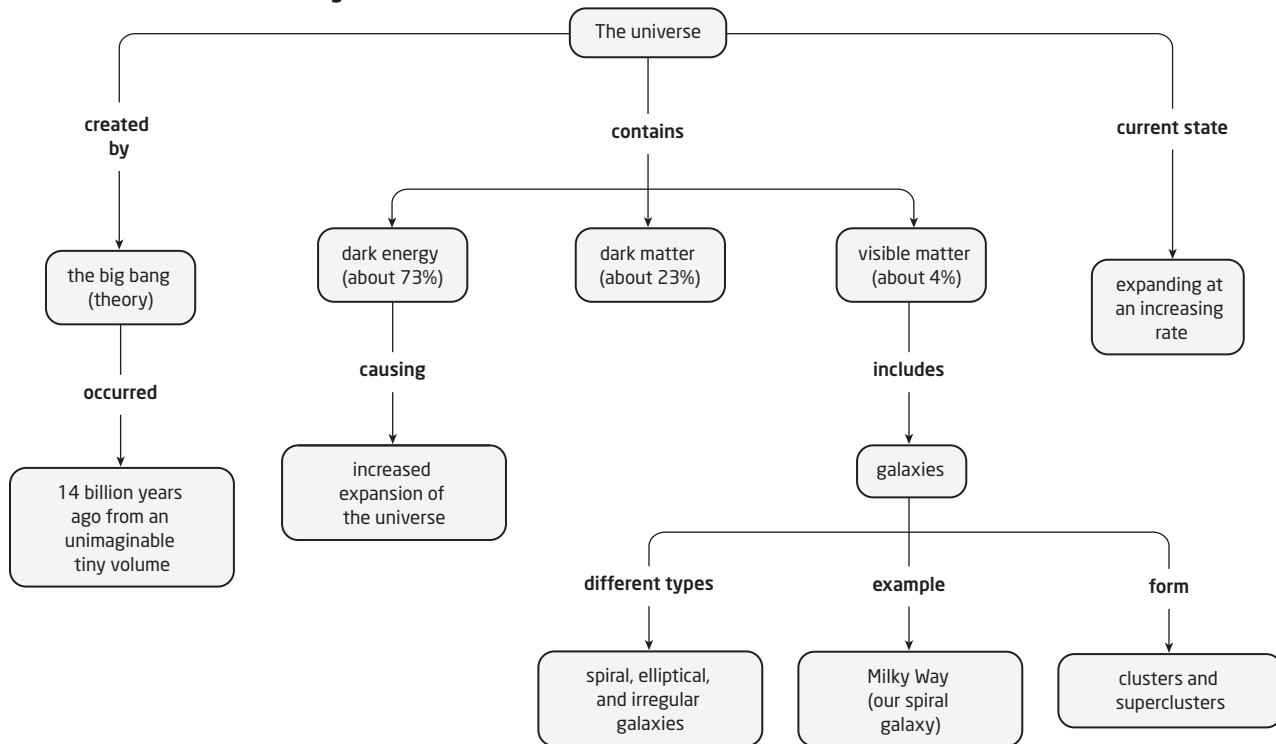 The universe
created
by
contains
current state
the big bang
(theory)
dark energy
(about 73%)
dark matter
(about 23%)
visible matter
(about 4%)
expanding at
an increasing
rate
occurred
causing
includes
14 billion years
ago from an
unimaginable
tiny volume
increased
expansion of
the universe
galaxies
different types
example
form
spiral, elliptical,
and irregular
galaxies
Milky Way
(our spiral
galaxy)
clusters and
superclusters